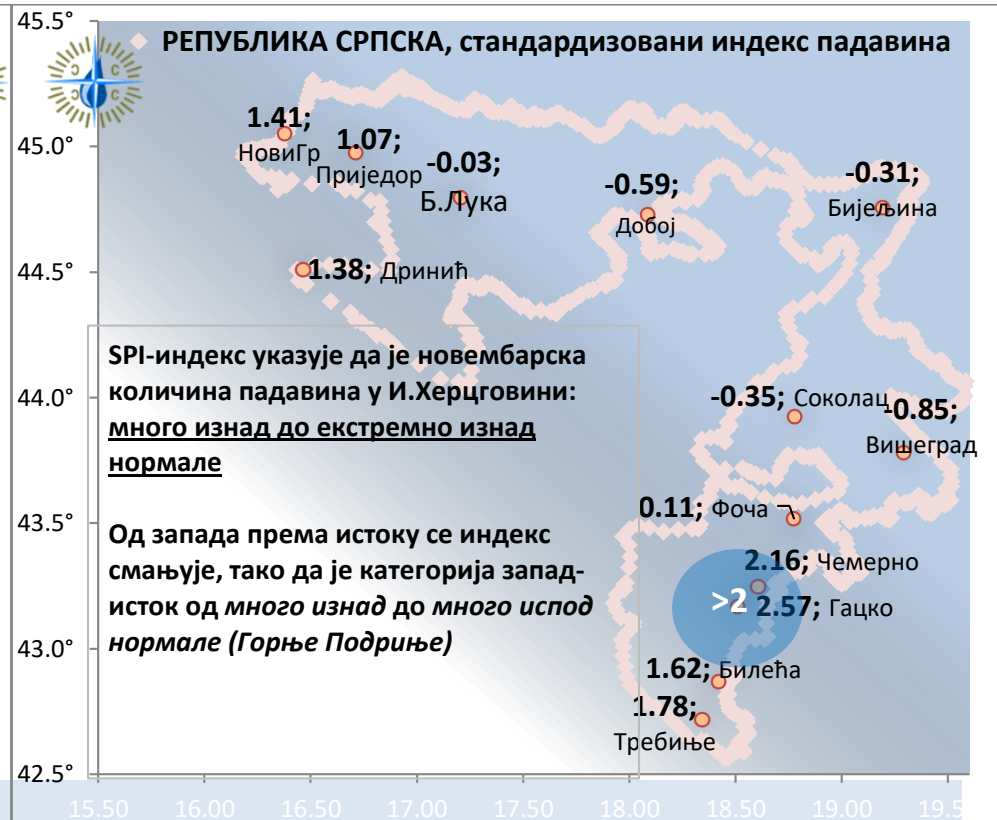 45.5°
РЕПУБЛИКА СРПСКА, стандардизовани индекс падавина
С С
С С
1.41;
НовиГр
45.0°
1.07;
Приједор
-0.03;
Б.Лука
-0.59;
Добој
-0.31;
Бијељина
44.5°
1.38; Дринић
SPI-индекс указује да је новембарска
количина падавина у И.Херцговини:
много изнад до екстремно изнад
нормале
Од запада према истоку се индекс
смањује, тако да је категорија запад-
исток од много изнад до много испод
нормале (Горње Подриње)
44.0°
-0.35; Соколац
-0.85;
Вишеград
43.5°
0.11; Фоча
2.16; Чемерно
>2
2.57; Гацко
43.0°
1.62; Билећа
1.78;
Требиње
42.5°
15.50 16.00 16.50 17.00 17.50 18.00 18.50 19.00 19.5